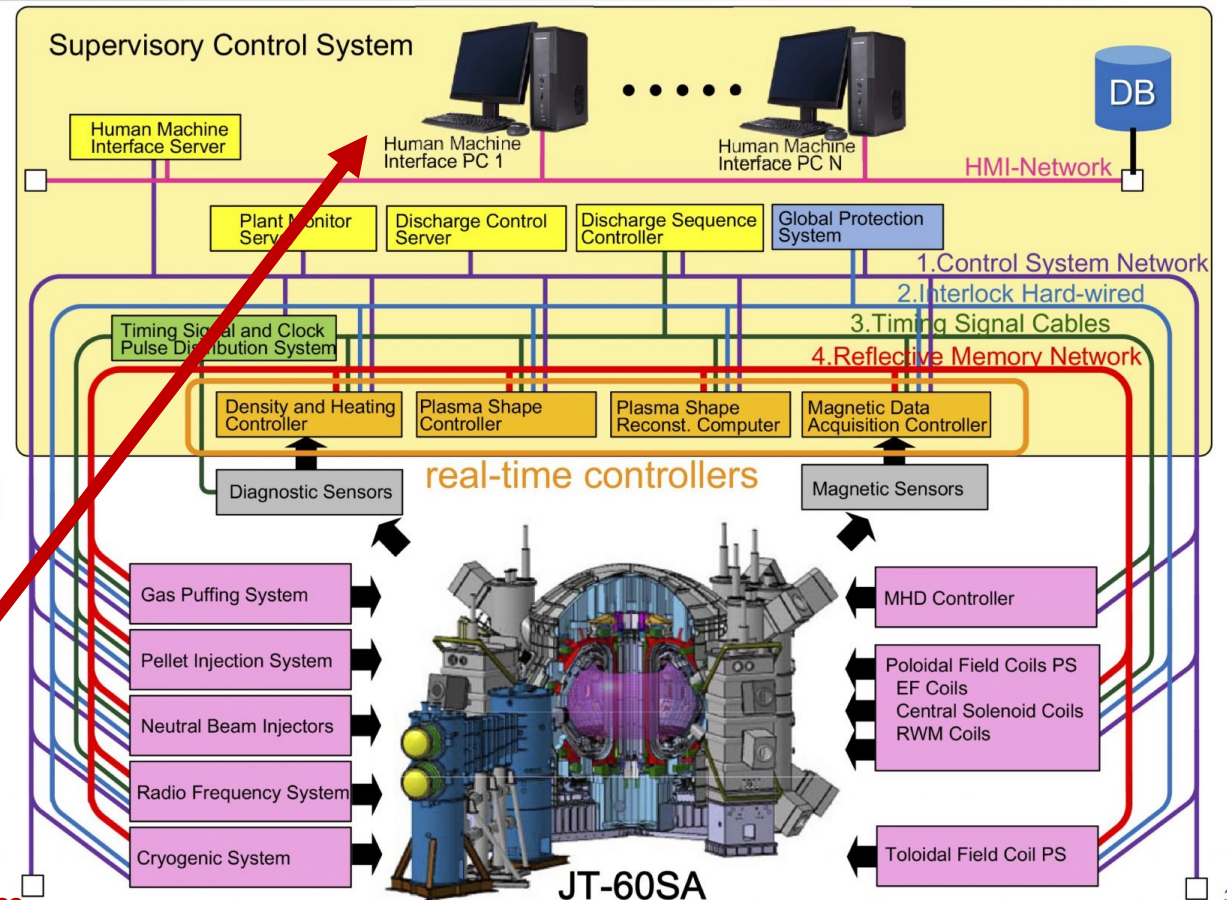 Supervisory Control System
DB
Human Machine
Interface Server
Human Machine
Interface PC 1
Human Machine
Interface PC N
HMI-Network
Plant Monitor
Discharge Control
Server
Discharge Sequence
Controller
Global Protection
System
1.Control System Network
2.Interlock Hard-wired
Timing Signal and Clock
Pulse Distribution System
3.Timing Signal Cables
4.Reflective Memory Network
Density and Heating
Controller
Plasma Shape
Controller
Plasma Shape
Reconst. Computer
Magnetic Data
Acquisition Controller
real-time controllers
Diagnostic Sensors
Magnetic Sensors
Gas Puffing System
Pellet Injection System
Neutral Beam Injectors
Radio Frequency System
Cryogenic System
MHD Controller
Poloidal Field Coils PS
EF Coils
Central Solenoid Coils
RWM Coils
Toloidal Field Coil PS
JT-60SA